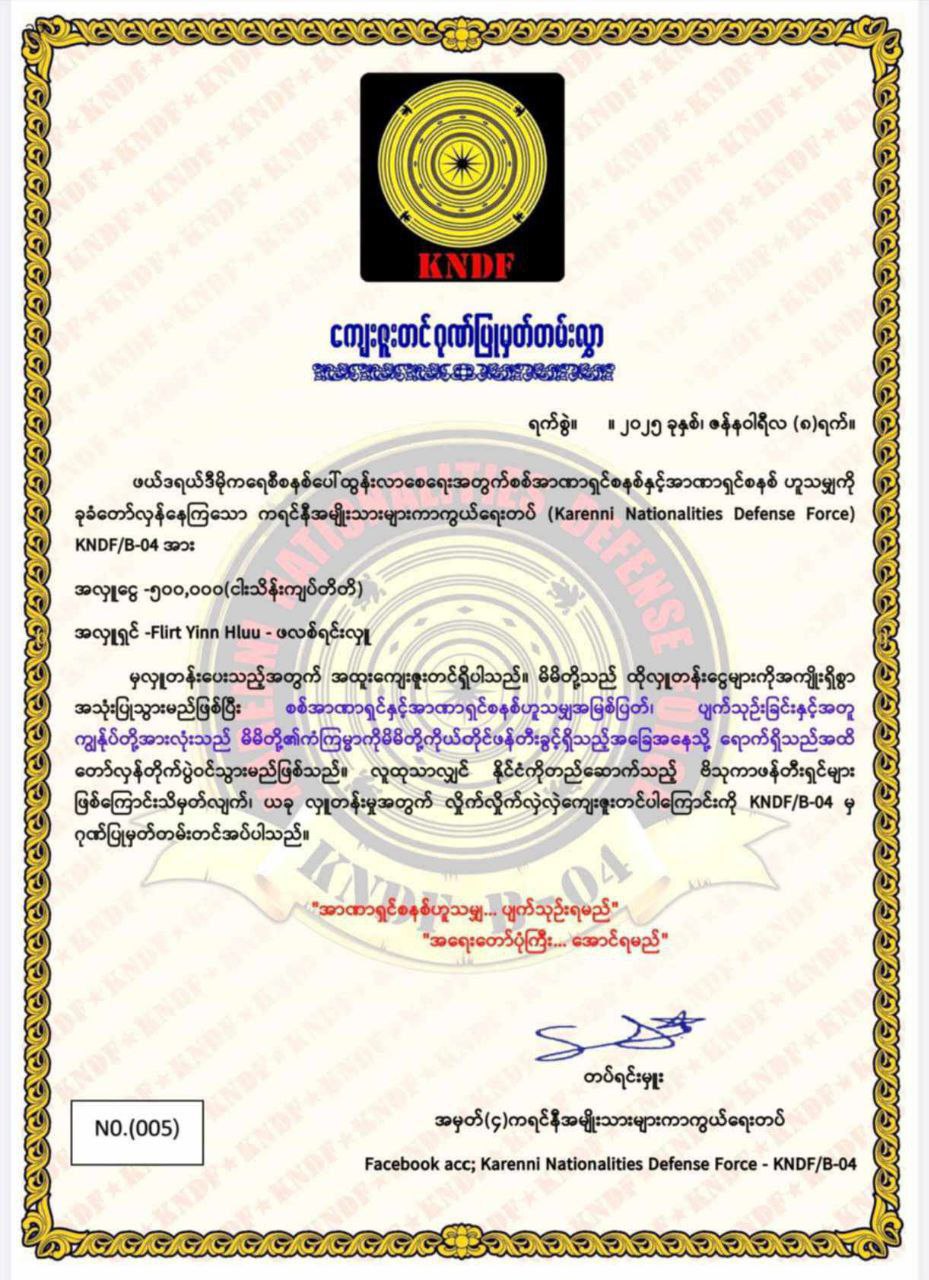 KNDF
ကျေးဇူးတင်ဂုဏ်ပြုမှတ်တမ်းလွှာ
ရက်စွဲ။ ။ ၂၀၂၅ ခုနှစ်၊ ဇန်နဝါရီလ (၈)ရက်။
ဖယ်ဒရယ်ဒီမိုကရေစီစနစ်ပေါ်ထွန်းလာစေရေးအတွက်စစ်အာဏာရှင်စနစ်နှင့်အာဏာရှင်စနစ် ဟူသမျှကို
ခုခံတော်လှန်နေကြသော ကရင်နီအမျိုးသားများကာကွယ်ရေးတပ် (Karenni Nationalities Defense Force)
KNDF/B-04 အား
အလှူငွေ -၅၀၀,၀၀၀(ငါးသိန်းကျပ်တိတိ)
အလှူရှင် -Flirt Yinn Hluu - ဖလစ်ရင်းလှူ
မှလှူတန်းပေးသည့်အတွက် အထူးကျေးဇူးတင်ရှိပါသည်။ မိမိတို့သည် ထိုလှူတန်းငွေများကိုအကျိုးရှိစွာ
အသုံးပြုသွားမည်ဖြစ်ပြီး စစ်အာဏာရှင်နှင့်အာဏာရှင်စနစ်ဟူသမျှအမြစ်ပြတ်၊ ပျက်သုဉ်းခြင်းနှင့်အတူ
ကျွန်ုပ်တို့အားလုံးသည် မိမိတို့၏ကံကြမ္မာကိုမိမိတို့ကိုယ်တိုင်ဖန်တီးခွင့်ရှိသည့်အခြေအနေသို့ ရောက်ရှိသည်အထိ
တော်လှန်တိုက်ပွဲဝင်သွားမည်ဖြစ်သည်။ လူထုသာလျှင် နိုင်ငံကိုတည်ဆောက်သည့် ဗိသုကာဖန်တီးရှင်များ
ဖြစ်ကြောင်းသိမှတ်လျက်၊ ယခု လှူတန်းမှုအတွက် လှိုက်လှိုက်လှဲလှဲကျေးဇူးတင်ပါကြောင်းကို KNDF/B-04 မှ
ဂုဏ်ပြုမှတ်တမ်းတင်အပ်ပါသည်။
KARENNI NATIONALITIES DEFENSE FORCE
KNDF B-04
"အာဏာရှင်စနစ်ဟူသမျှ... ပျက်သုဉ်းရမည်"
"အရေးတော်ပုံကြီး... အောင်ရမည်"
တပ်ရင်းမှူး
အမှတ်(၄)ကရင်နီအမျိုးသားများကာကွယ်ရေးတပ်
N0.(005)
Facebook acc; Karenni Nationalities Defense Force - KNDF/B-04